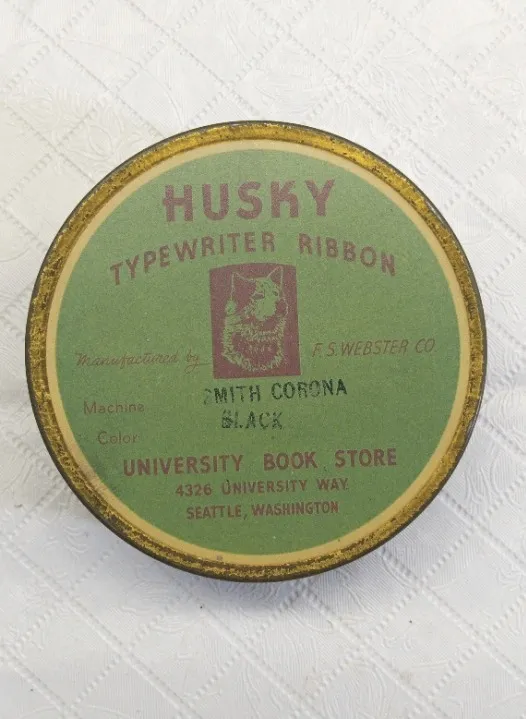 HUSKY
TYPEWRITER RIBBON
Manufactured by F.S. WEBSTER CO.
Machine SMITH CORONA
Color BLACK
UNIVERSITY BOOK STORE
4326 UNIVERSITY WAY
SEATTLE, WASHINGTON